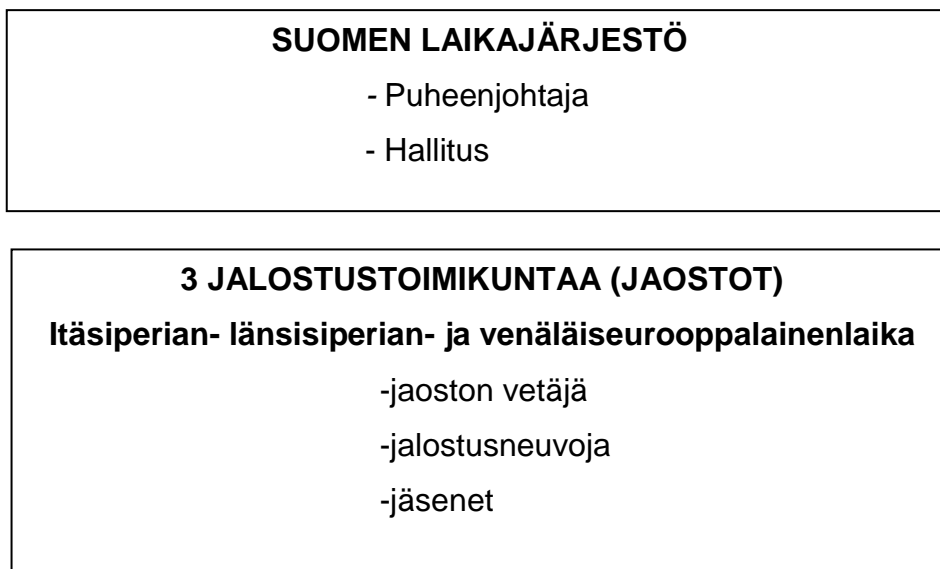 SUOMEN LAIKAJÄRJESTÖ
- Puheenjohtaja
- Hallitus
3 JALOSTUSTOIMIKUNTAA (JAOSTOT)
Itäsiperian- länsisiperian- ja venäläiseurooppalainenlaika
-jaoston vetäjä
-jalostusneuvoja
-jäsenet